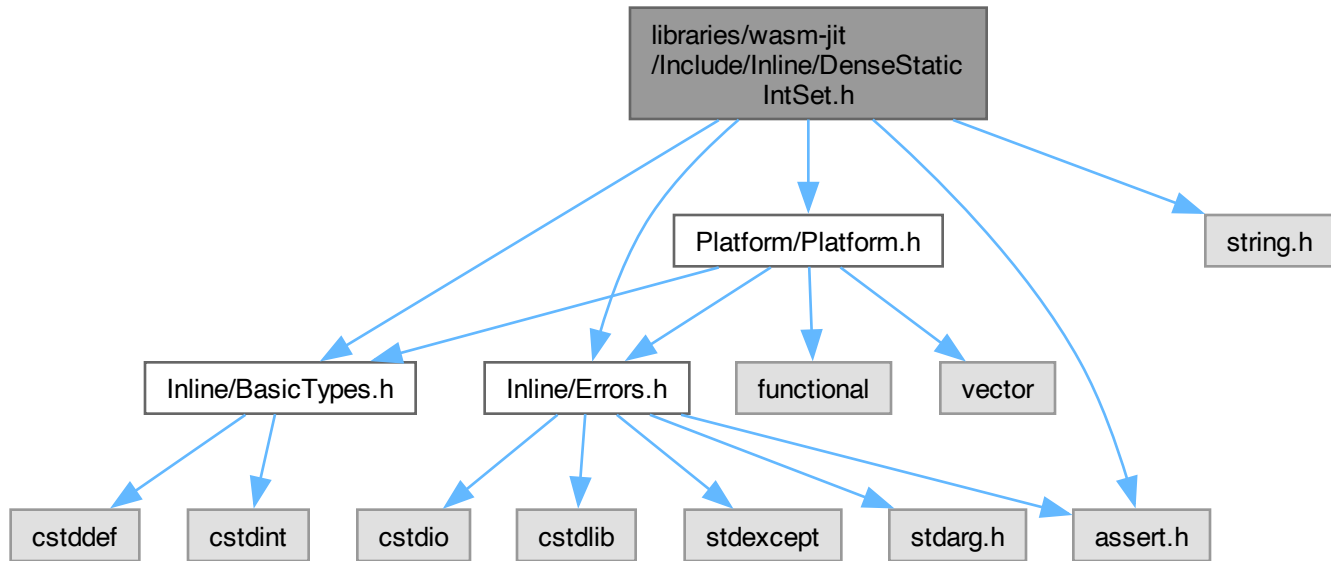 libraries/wasm-jit
/Include/Inline/DenseStatic
IntSet.h
Platform/Platform.h
string.h
Inline/BasicTypes.h
Inline/Errors.h
functional
vector
cstddef
cstdint
cstdio
cstdlib
stdexcept
stdarg.h
assert.h